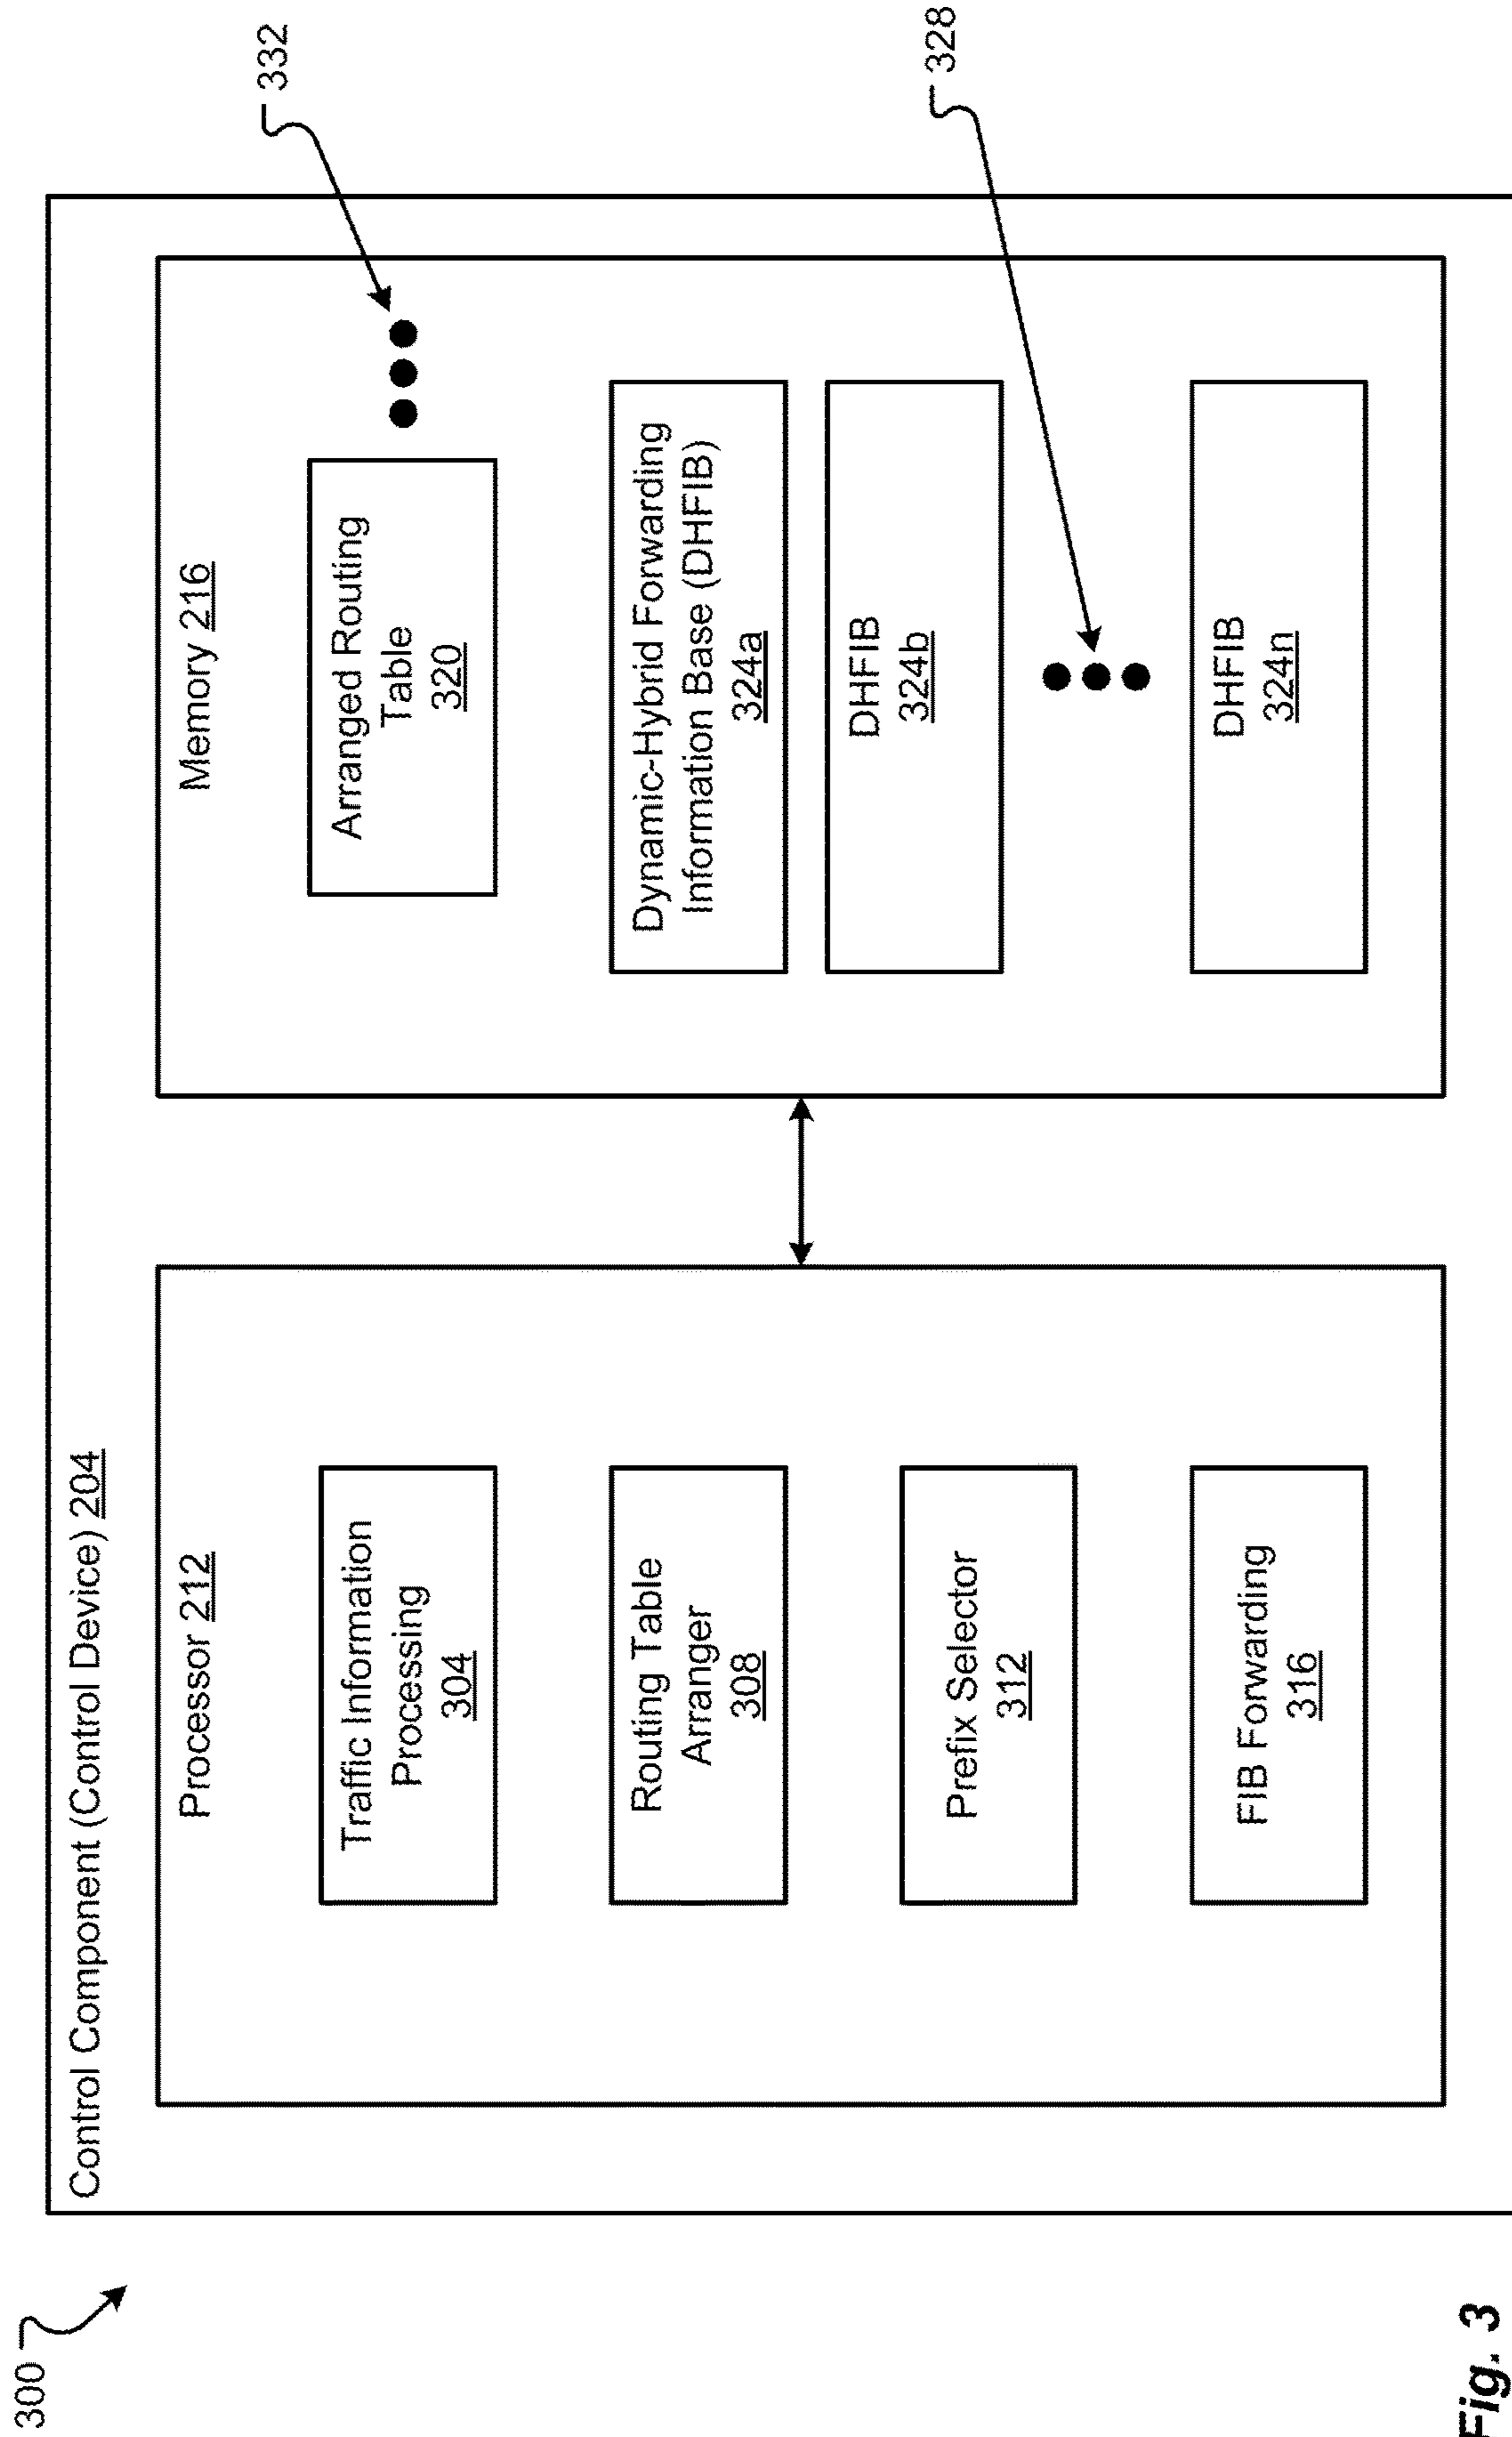 300
Control Component (Control Device) 204
Processor 212
Traffic Information
Processing
304
Routing Table
Arranger
308
Prefix Selector
312
FIB Forwarding
316
Memory 216
Arranged Routing
Table
320
332
Dynamic-Hybrid Forwarding
Information Base (DHFIB)
324a
DHFIB
324b
328
DHFIB
324n
Fig. 3